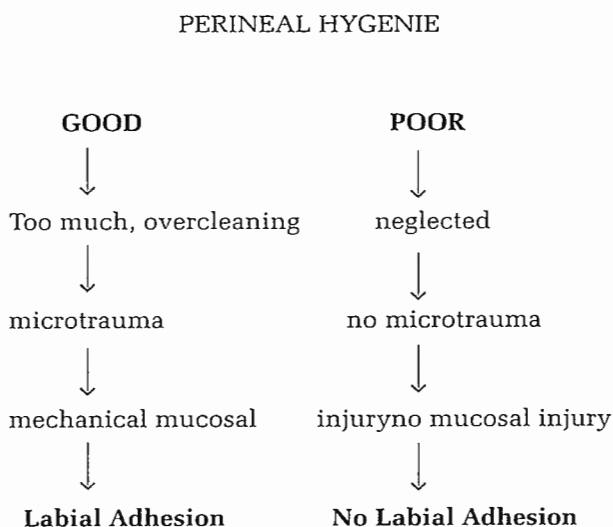 PERINEAL HYGENIE
GOOD POOR
Too much, overcleaning neglected
microtrauma no microtrauma
mechanical mucosal injuryno mucosal injury
Labial Adhesion No Labial Adhesion